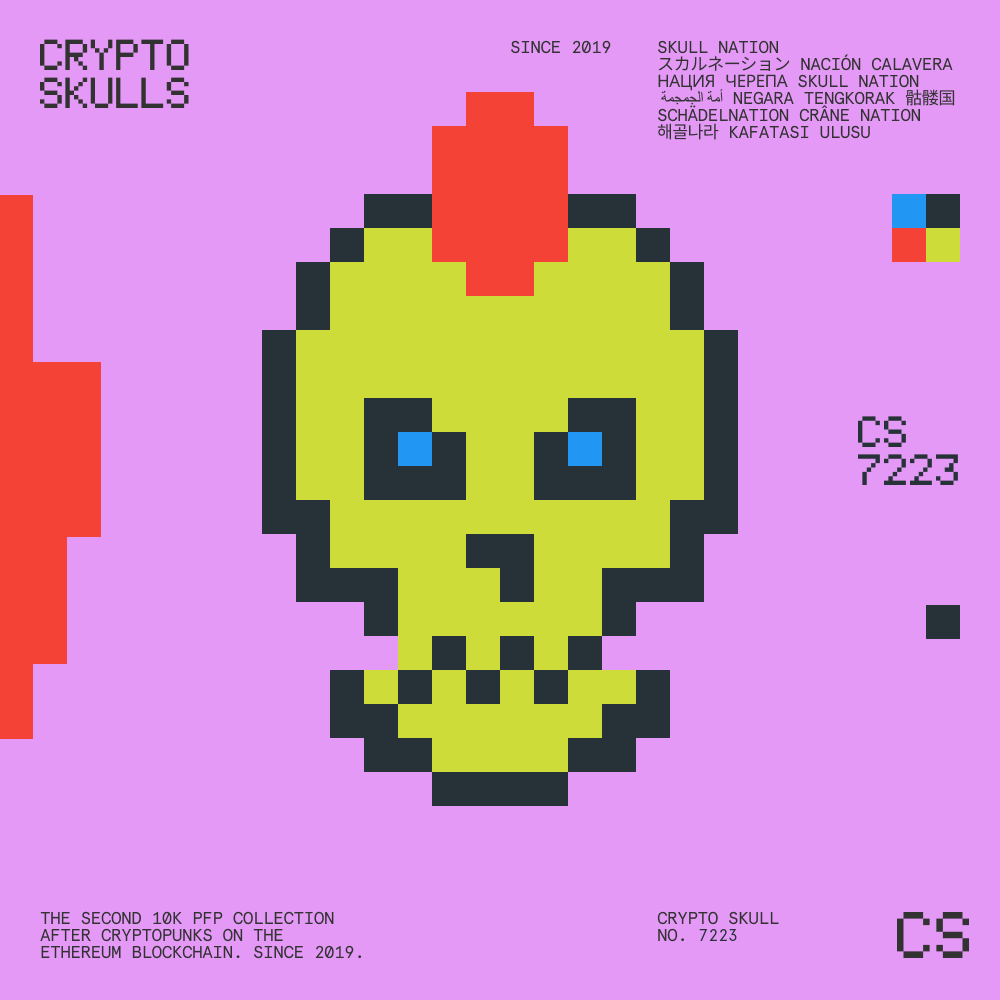 CRYPTO
SKULLS
SINCE 2019
SKULL NATION
スカルネーション NACIÓN CALAVERA
НАЦИЯ ЧЕРЕПА SKULL NATION
أمة الجمجمة NEGARA TENGKORAK 骷髅国
SCHÄDELNATION CRÂNE NATION
해골나라 KAFATASI ULUSU
CS
7223
THE SECOND 10K PFP COLLECTION
AFTER CRYPTOPUNKS ON THE
ETHEREUM BLOCKCHAIN. SINCE 2019.
CRYPTO SKULL
NO. 7223
CS